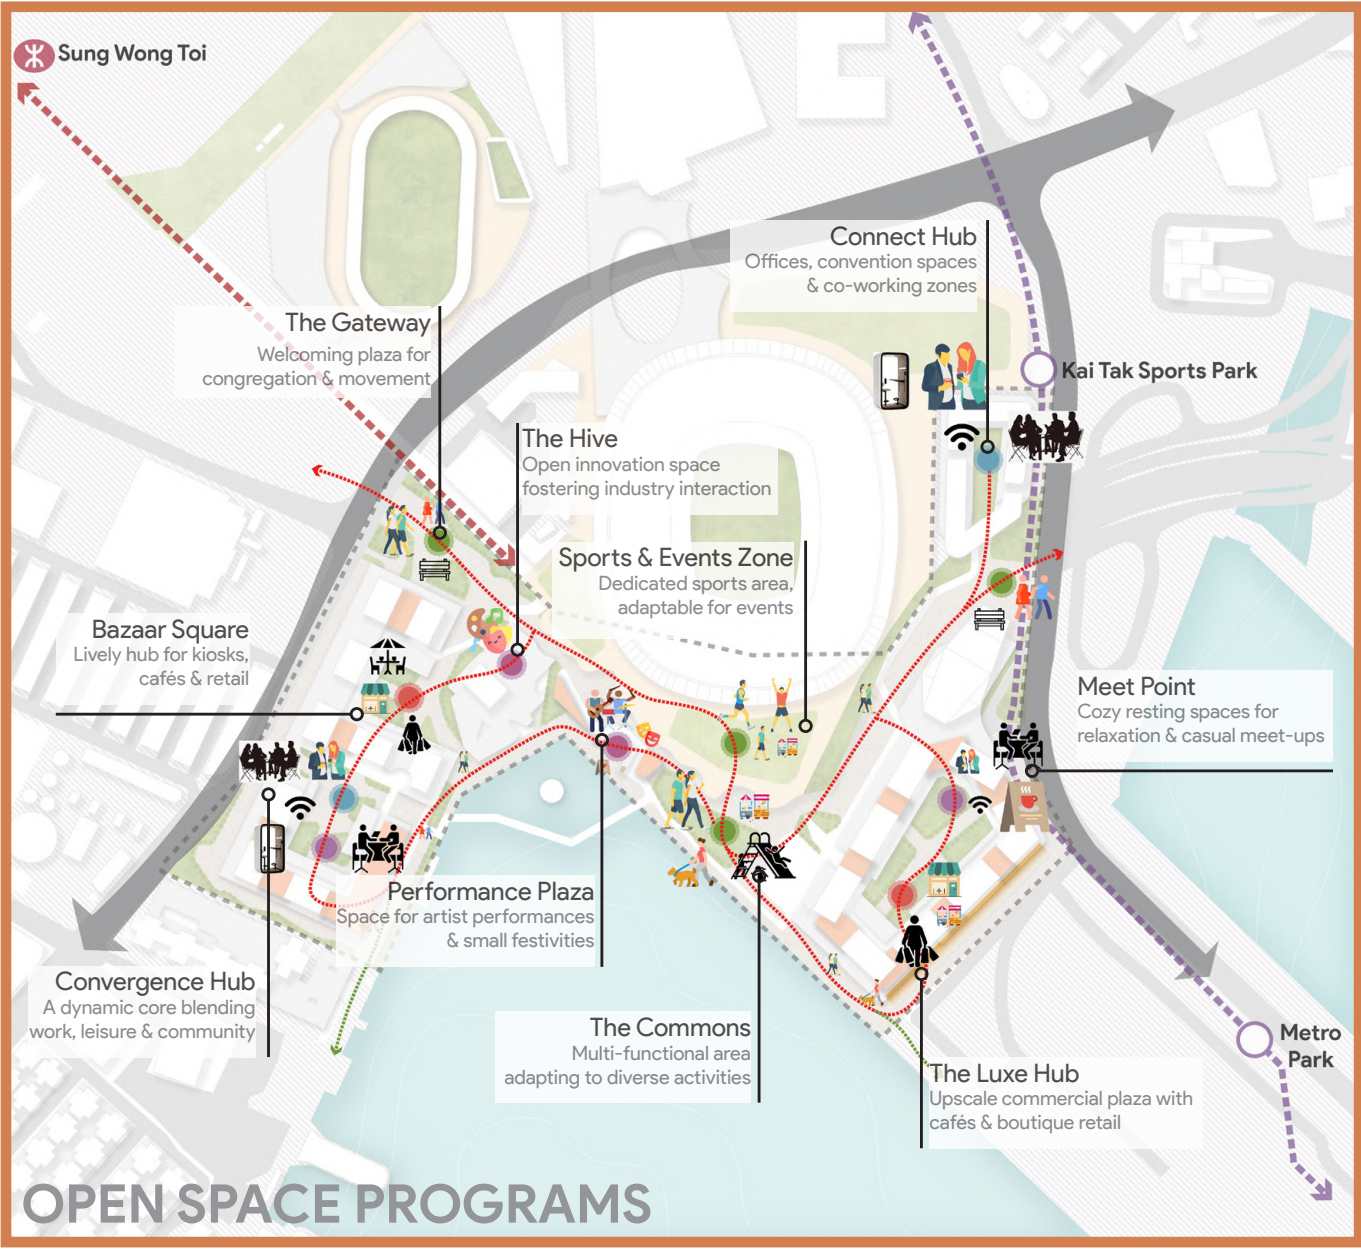 Sung Wong Toi
Connect Hub
Offices, convention spaces
& co-working zones
The Gateway
Welcoming plaza for
congregation & movement
Kai Tak Sports Park
The Hive
Open innovation space
fostering industry interaction
Sports & Events Zone
Dedicated sports area,
adaptable for events
Bazaar Square
Lively hub for kiosks,
cafés & retail
Meet Point
Cozy resting spaces for
relaxation & casual meet-ups
Performance Plaza
Space for artist performances
& small festivities
Convergence Hub
A dynamic core blending
work, leisure & community
The Commons
Multi-functional area
adapting to diverse activities
Metro
Park
The Luxe Hub
Upscale commercial plaza with
cafés & boutique retail
OPEN SPACE PROGRAMS